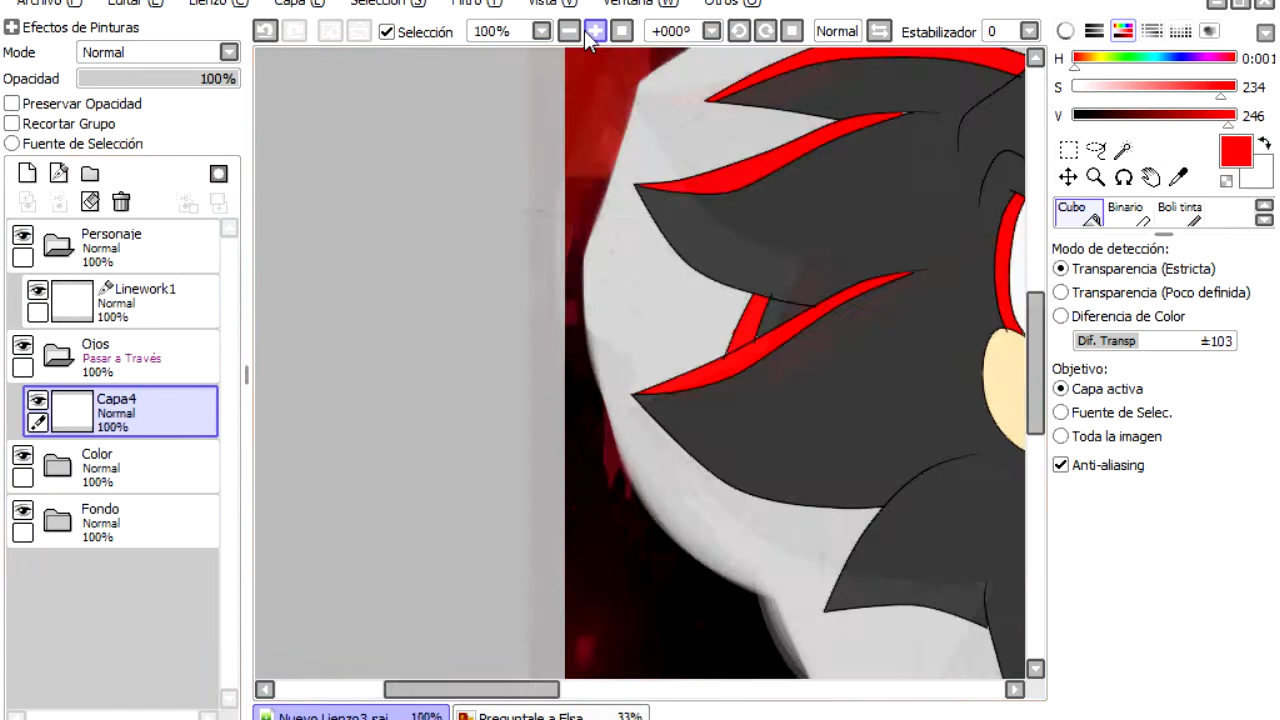 Archivo (F) Editar (E) Lienzo (C) Capa (L) Selección (S) Filtro (T) Vista (V) Ventana (W) Otros (O)
Efectos de Pinturas
Mode Normal
Opacidad 100%
Preservar Opacidad
Recortar Grupo
Fuente de Selección
Personaje
Normal
100%
Linework1
Normal
100%
Ojos
Pasar a Través
100%
Capa4
Normal
100%
Color
Normal
100%
Fondo
Normal
100%
Selección 100% +000º Normal Estabilizador 0
Nuevo Lienzo3.sai 100% Preguntale a Elsa 33%
H 0:001
S 234
V 246
Cubo Binario Boli tinta
Modo de detección:
Transparencia (Estricta)
Transparencia (Poco definida)
Diferencia de Color
Dif. Transp ±103
Objetivo:
Capa activa
Fuente de Selec.
Toda la imagen
Anti-aliasing